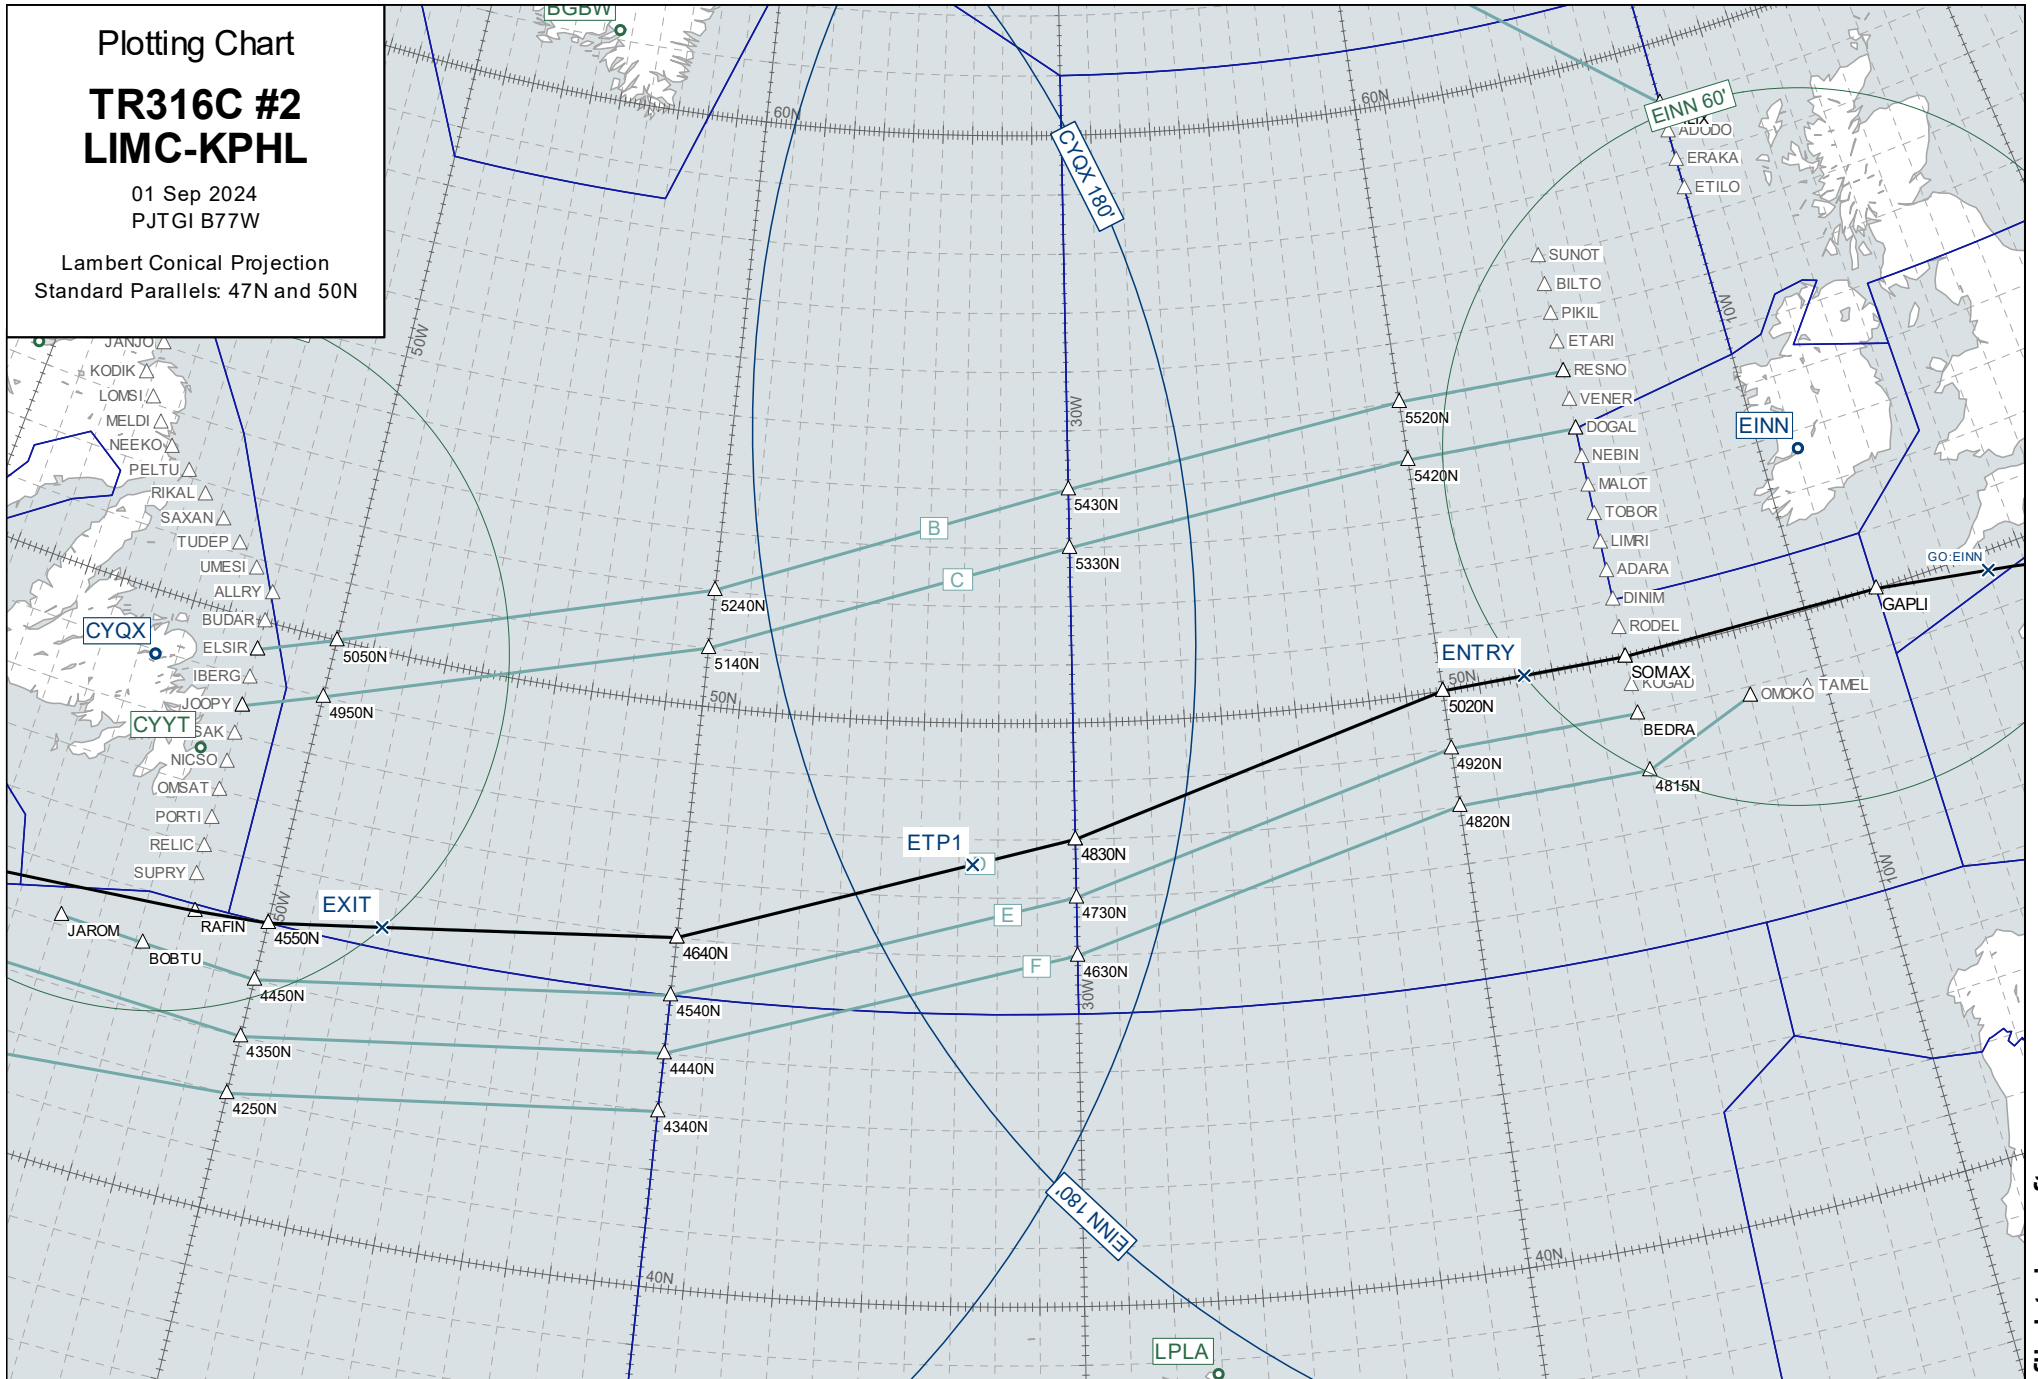 Plotting Chart
TR316C #2
LIMC-KPHL
01 Sep 2024
PJTGI B77W
Lambert Conical Projection
Standard Parallels: 47N and 50N
BGBW
60N
60N
CYQX 180'
EINN 60'
ADODO
ERAKA
ETILO
SUNOT
BILTO
PIKIL
ETARI
RESNO
VENER
DOGAL
NEBIN
MALOT
TOBOR
LIMRI
ADARA
DINIM
RODEL
10W
EINN
50W
30W
JANJO
KODIK
LOMSI
MELDI
NEEKO
PELTU
RIKAL
SAXAN
TUDEP
UMESI
ALLRY
BUDAR
CYQX
ELSIR
IBERG
JOOPY
CYYT
NICSO
OMSAT
PORTI
RELIC
SUPRY
5520N
5420N
5430N
B
5330N
C
5240N
5140N
5050N
4950N
50N
50N
GO:EINN
GAPLI
ENTRY
SOMAX
KOGAD
OMOKO
TAMEL
5020N
BEDRA
4920N
4815N
4820N
ETP1
D
4830N
10W
EXIT
50W
RAFIN
4550N
JAROM
BOBTU
4640N
E
4730N
F
4630N
30W
4450N
4540N
4350N
4440N
4250N
4340N
EINN 180'
40N
40N
LPLA